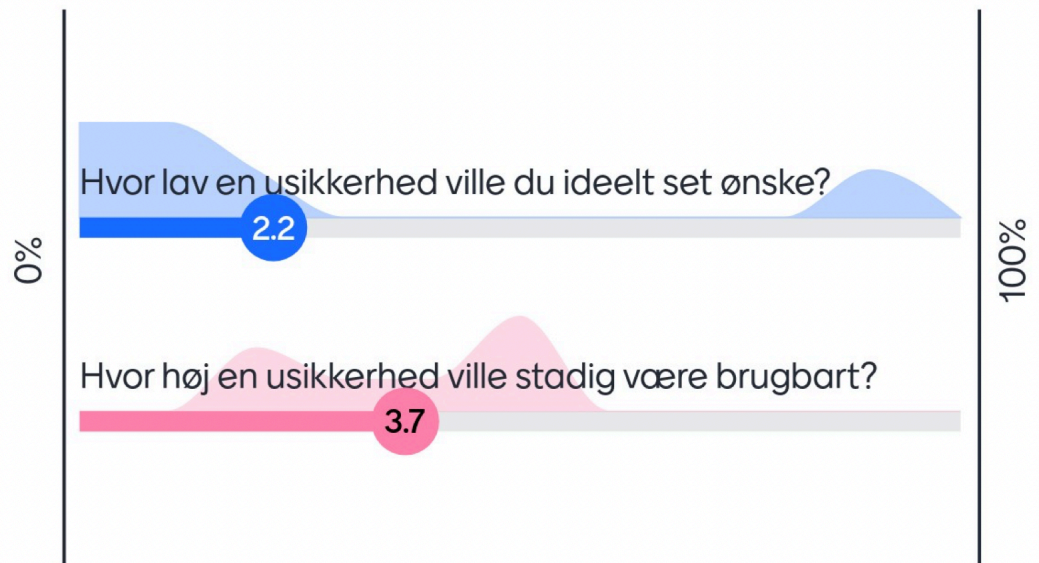 Hvor lav en usikkerhed ville du ideelt set ønske?
2.2
0%
100%
Hvor høj en usikkerhed ville stadig være brugbart?
3.7